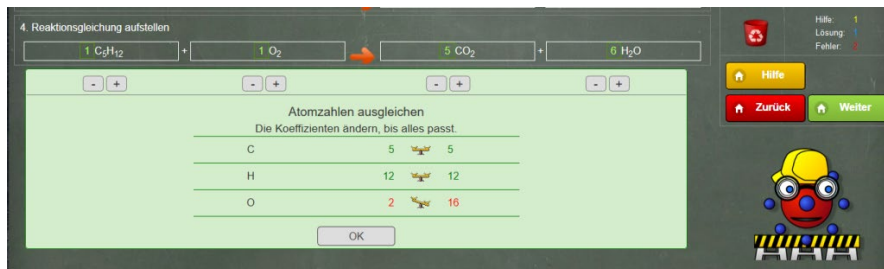 4. Reaktionsgleichung aufstellen
1 C₅H₁₂ + 1 O₂ 5 CO₂ + 6 H₂O
- + - + - + - +
Atomzahlen ausgleichen
Die Koeffizienten ändern, bis alles passt.
C 5 5
H 12 12
O 2 16
OK
Hilfe: 1
Lösung: 1
Fehler: 2
Hilfe
Zurück Weiter